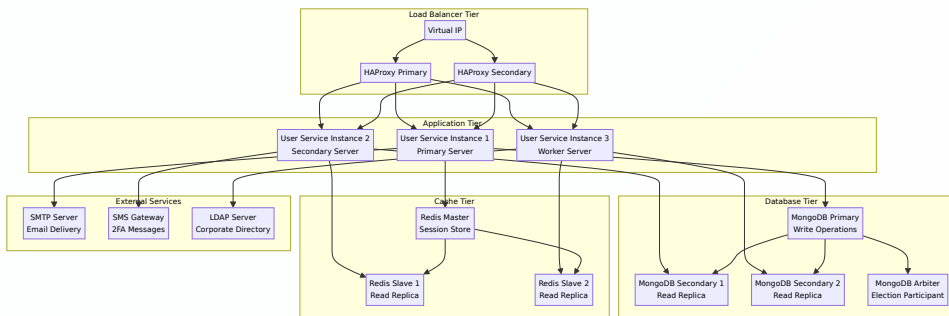 Load Balancer Tier
Virtual IP
HAProxy Primary
HAProxy Secondary
Application Tier
User Service Instance 2
Secondary Server
User Service Instance 1
Primary Server
User Service Instance 3
Worker Server
External Services
SMTP Server
Email Delivery
SMS Gateway
2FA Messages
LDAP Server
Corporate Directory
Cache Tier
Redis Master
Session Store
Redis Slave 1
Read Replica
Redis Slave 2
Read Replica
Database Tier
MongoDB Primary
Write Operations
MongoDB Secondary 1
Read Replica
MongoDB Secondary 2
Read Replica
MongoDB Arbiter
Election Participant